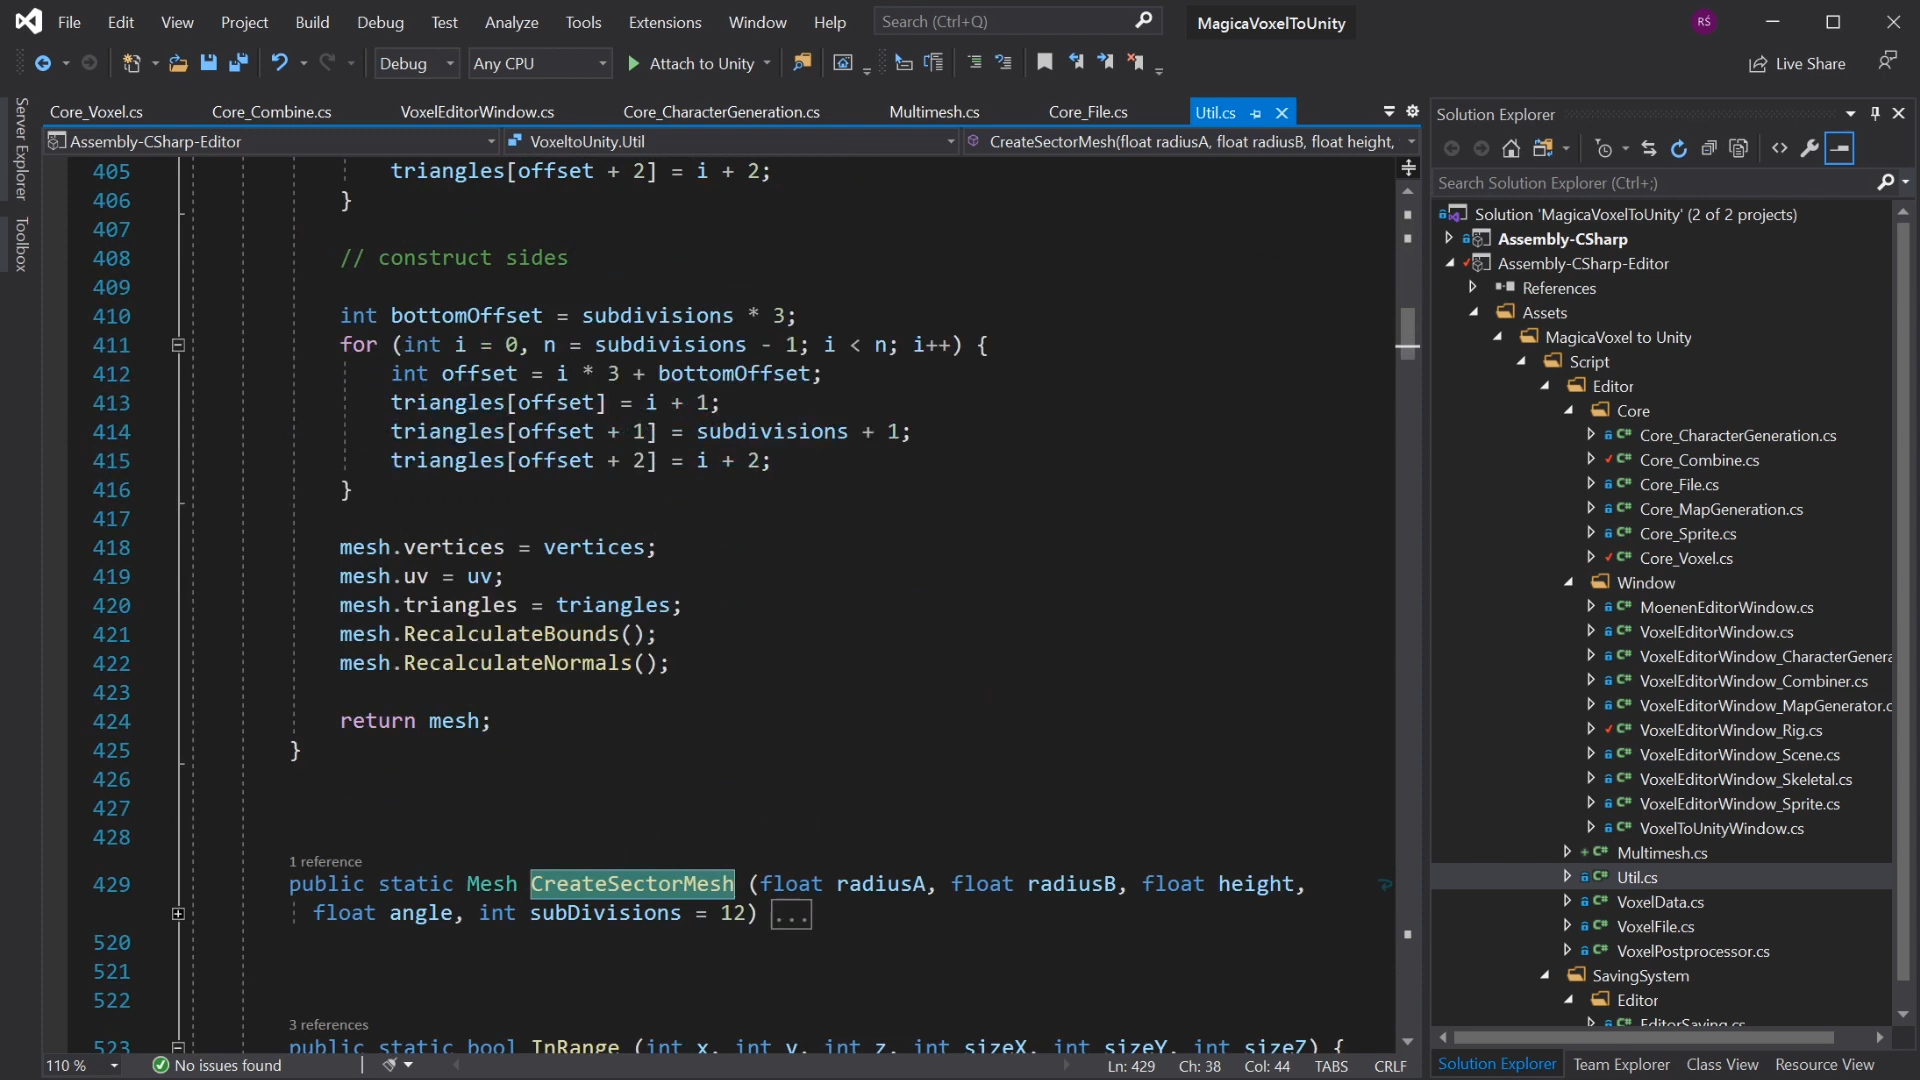 File Edit View Project Build Debug Test Analyze Tools Extensions Window Help Search (Ctrl+Q) MagicaVoxelToUnity RŚ
Debug Any CPU Attach to Unity Live Share
Server Explorer
Toolbox
Core_Voxel.cs Core_Combine.cs VoxelEditorWindow.cs Core_CharacterGeneration.cs Multimesh.cs Core_File.cs Util.cs
Assembly-CSharp-Editor VoxeltoUnity.Util CreateSectorMesh(float radiusA, float radiusB, float height,
405 triangles[offset + 2] = i + 2;
406 }
407
408 // construct sides
409
410 int bottomOffset = subdivisions * 3;
411 for (int i = 0, n = subdivisions - 1; i < n; i++) {
412 int offset = i * 3 + bottomOffset;
413 triangles[offset] = i + 1;
414 triangles[offset + 1] = subdivisions + 1;
415 triangles[offset + 2] = i + 2;
416 }
417
418 mesh.vertices = vertices;
419 mesh.uv = uv;
420 mesh.triangles = triangles;
421 mesh.RecalculateBounds();
422 mesh.RecalculateNormals();
423
424 return mesh;
425 }
426
427
428
1 reference
429 public static Mesh CreateSectorMesh (float radiusA, float radiusB, float height,
float angle, int subDivisions = 12) ...
520
521
522
3 references
523 public static bool InRange (int x, int y, int z, int sizeX, int sizeY, int sizeZ) {
110 % No issues found Ln: 429 Ch: 38 Col: 44 TABS CRLF
Solution Explorer
Search Solution Explorer (Ctrl+;)
Solution 'MagicaVoxelToUnity' (2 of 2 projects)
Assembly-CSharp
Assembly-CSharp-Editor
References
Assets
MagicaVoxel to Unity
Script
Editor
Core
Core_CharacterGeneration.cs
Core_Combine.cs
Core_File.cs
Core_MapGeneration.cs
Core_Sprite.cs
Core_Voxel.cs
Window
MoenenEditorWindow.cs
VoxelEditorWindow.cs
VoxelEditorWindow_CharacterGenera
VoxelEditorWindow_Combiner.cs
VoxelEditorWindow_MapGenerator.c
VoxelEditorWindow_Rig.cs
VoxelEditorWindow_Scene.cs
VoxelEditorWindow_Skeletal.cs
VoxelEditorWindow_Sprite.cs
VoxelToUnityWindow.cs
Multimesh.cs
Util.cs
VoxelData.cs
VoxelFile.cs
VoxelPostprocessor.cs
SavingSystem
Editor
EditorSaving.cs
Solution Explorer Team Explorer Class View Resource View